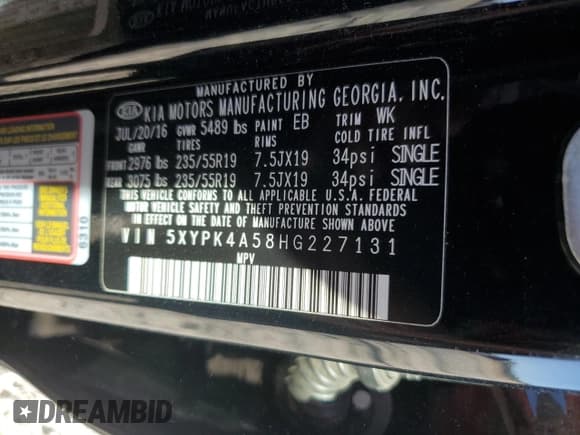 MANUFACTURED BY
KIA KIA MOTORS MANUFACTURING GEORGIA, INC.
JUL/20/16 GVWR 5489 lbs PAINT EB TRIM WK
GAWR TIRES RIMS COLD TIRE INFL
FRONT 2976 lbs 235/55R19 7.5JX19 34psi SINGLE
REAR 3075 lbs 235/55R19 7.5JX19 34psi SINGLE
THIS VEHICLE CONFORMS TO ALL APPLICABLE U.S.A. FEDERAL
MOTOR VEHICLE SAFETY AND THEFT PREVENTION STANDARDS
IN EFFECT ON THE DATE OF MANUFACTURE SHOWN ABOVE
VIN 5XYPK4A58HG227131
MPV
6310
DREAMBID